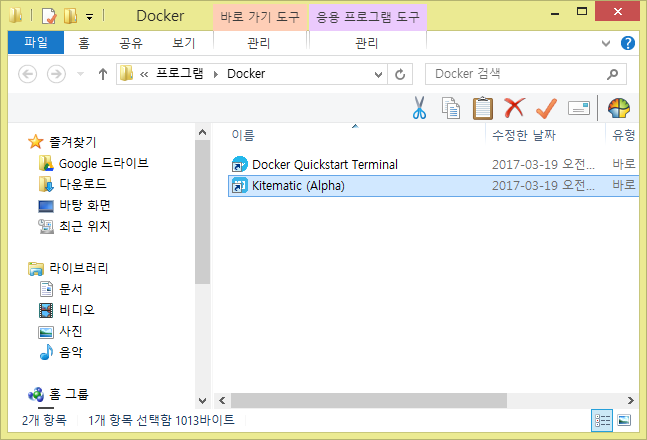 Docker
바로 가기 도구
응용 프로그램 도구
파일
홈
공유
보기
관리
관리
« 프로그램 ▸ Docker
Docker 검색
이름
수정한 날짜
유형
즐겨찾기
Google 드라이브
다운로드
바탕 화면
최근 위치
라이브러리
문서
비디오
사진
음악
홈 그룹
Docker Quickstart Terminal
2017-03-19 오전...
바로
Kitematic (Alpha)
2017-03-19 오전...
바로
2개 항목
1개 항목 선택함 1013바이트